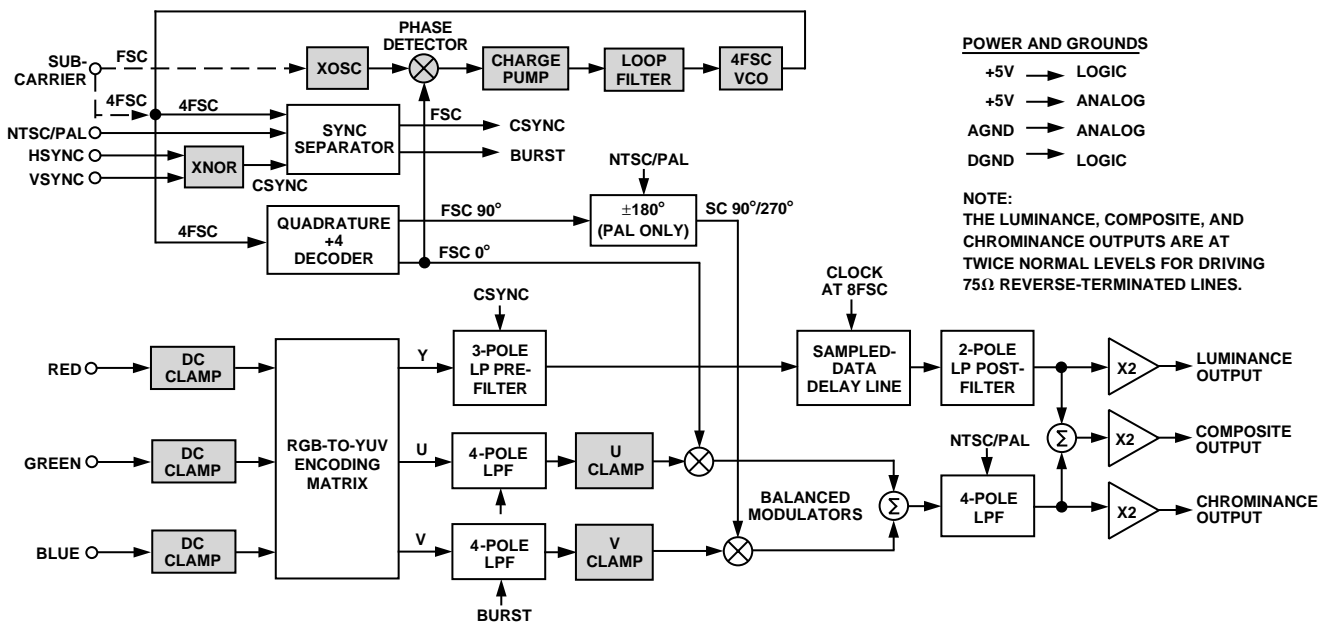 PHASE
DETECTOR
SUB-
CARRIER
FSC
XOSC
CHARGE
PUMP
LOOP
FILTER
4FSC
VCO
4FSC
4FSC
NTSC/PAL
HSYNC
VSYNC
XNOR
CSYNC
SYNC
SEPARATOR
FSC
CSYNC
BURST
POWER AND GROUNDS
+5V LOGIC
+5V ANALOG
AGND ANALOG
DGND LOGIC
NOTE:
THE LUMINANCE, COMPOSITE, AND
CHROMINANCE OUTPUTS ARE AT
TWICE NORMAL LEVELS FOR DRIVING
75Ω REVERSE-TERMINATED LINES.
4FSC
QUADRATURE
+4
DECODER
FSC 90°
FSC 0°
NTSC/PAL
±180°
(PAL ONLY)
SC 90°/270°
CLOCK
AT 8FSC
CSYNC
RED
DC
CLAMP
Y
3-POLE
LP PRE-
FILTER
SAMPLED-
DATA
DELAY LINE
2-POLE
LP POST-
FILTER
X2
LUMINANCE
OUTPUT
GREEN
DC
CLAMP
RGB-TO-YUV
ENCODING
MATRIX
U
4-POLE
LPF
U
CLAMP
Σ
X2
COMPOSITE
OUTPUT
BALANCED
MODULATORS
Σ
NTSC/PAL
4-POLE
LPF
X2
CHROMINANCE
OUTPUT
BLUE
DC
CLAMP
V
4-POLE
LPF
V
CLAMP
BURST